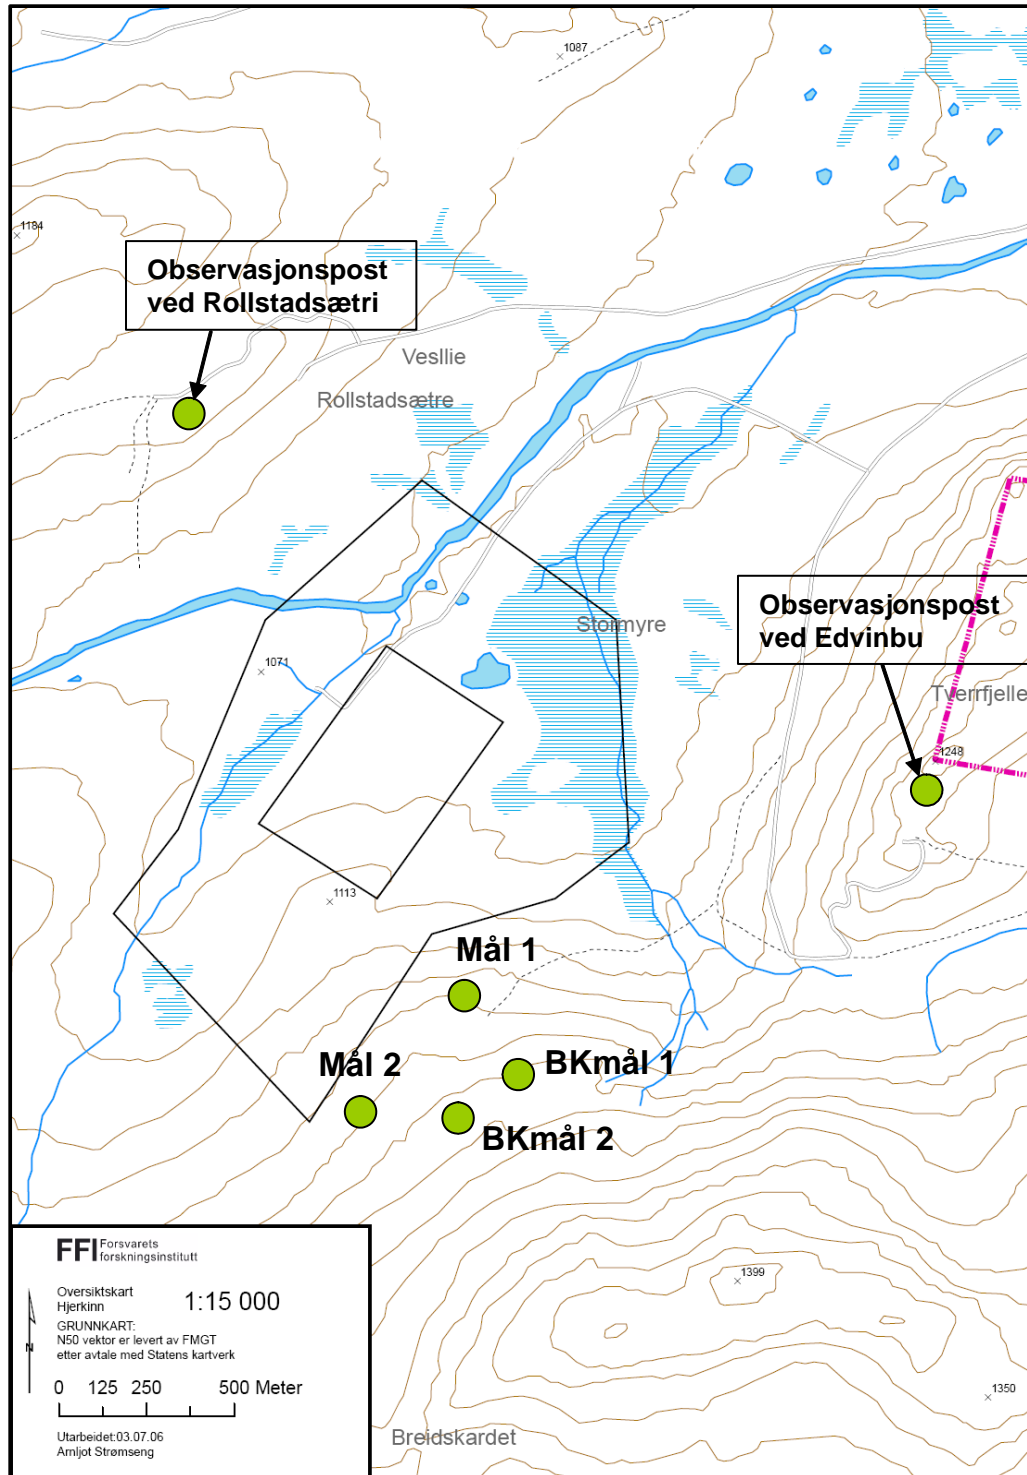 1087
1184
Observasjonspost
ved Rollstadsætri
Vesllie
Rollstadsætre
Observasjonspost
ved Edvinbu
Stormyre
1071
Tverrfjelle
1248
1113
Mål 1
Mål 2
BKmål 1
BKmål 2
FFI Forsvarets
forskningsinstitutt
Oversiktskart
Hjerkinn
1:15 000
GRUNNKART:
N50 vektor er levert av FMGT
etter avtale med Statens kartverk
N
0 125 250 500 Meter
Utarbeidet:03.07.06
Arnljot Strømseng
1399
1350
Breidskardet